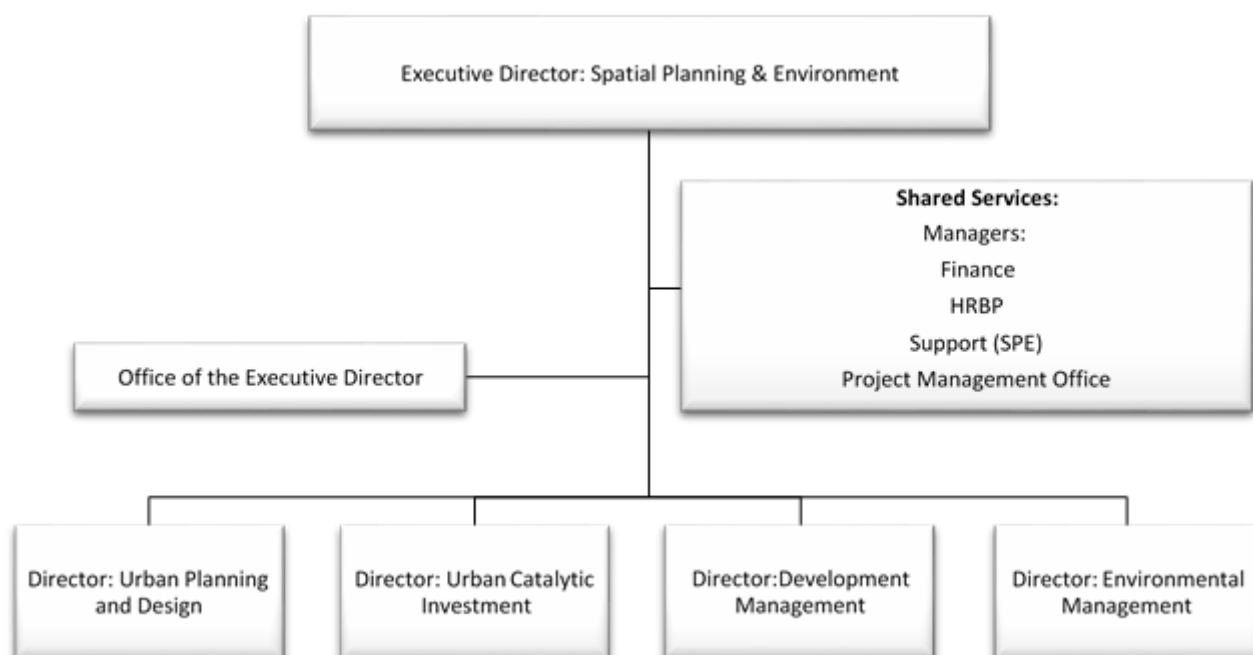 Executive Director: Spatial Planning & Environment
Shared Services:
Managers:
Finance
HRBP
Support (SPE)
Project Management Office
Office of the Executive Director
Director: Urban Planning
and Design
Director: Urban Catalytic
Investment
Director:Development
Management
Director: Environmental
Management